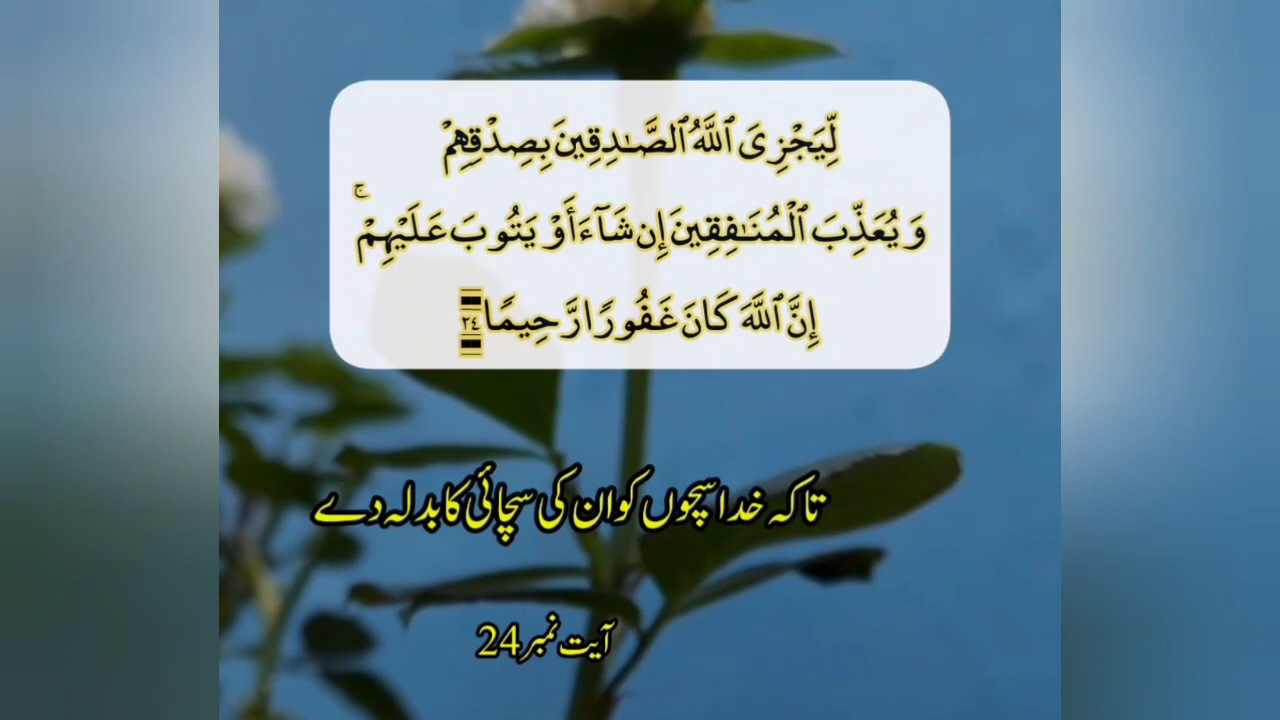 لِّيَجْزِىَ ٱللَّهُ ٱلصَّـٰدِقِينَ بِصِدْقِهِمْ
وَيُعَذِّبَ ٱلْمُنَـٰفِقِينَ إِن شَآءَ أَوْ يَتُوبَ عَلَيْهِمْ ۚ
إِنَّ ٱللَّهَ كَانَ غَفُورًا رَّحِيمًا ٢٤
تاکہ خدا سچوں کو ان کی سچائی کا بدلہ دے
آیت نمبر 24